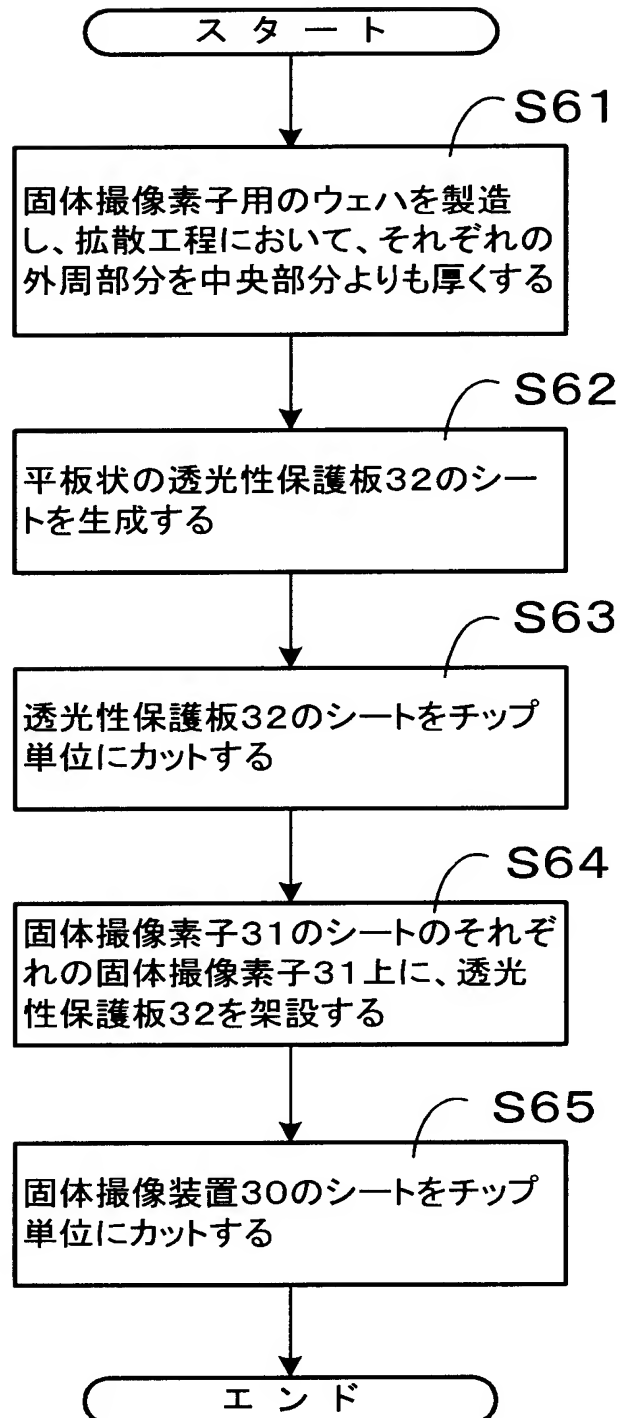 スタート
S61
固体撮像素子用のウェハを製造
し、拡散工程において、それぞれの
外周部分を中央部分よりも厚くする
S62
平板状の透光性保護板32のシー
トを生成する
S63
透光性保護板32のシートをチップ
単位にカットする
S64
固体撮像素子31のシートのそれぞ
れの固体撮像素子31上に、透光
性保護板32を架設する
S65
固体撮像装置30のシートをチップ
単位にカットする
エンド